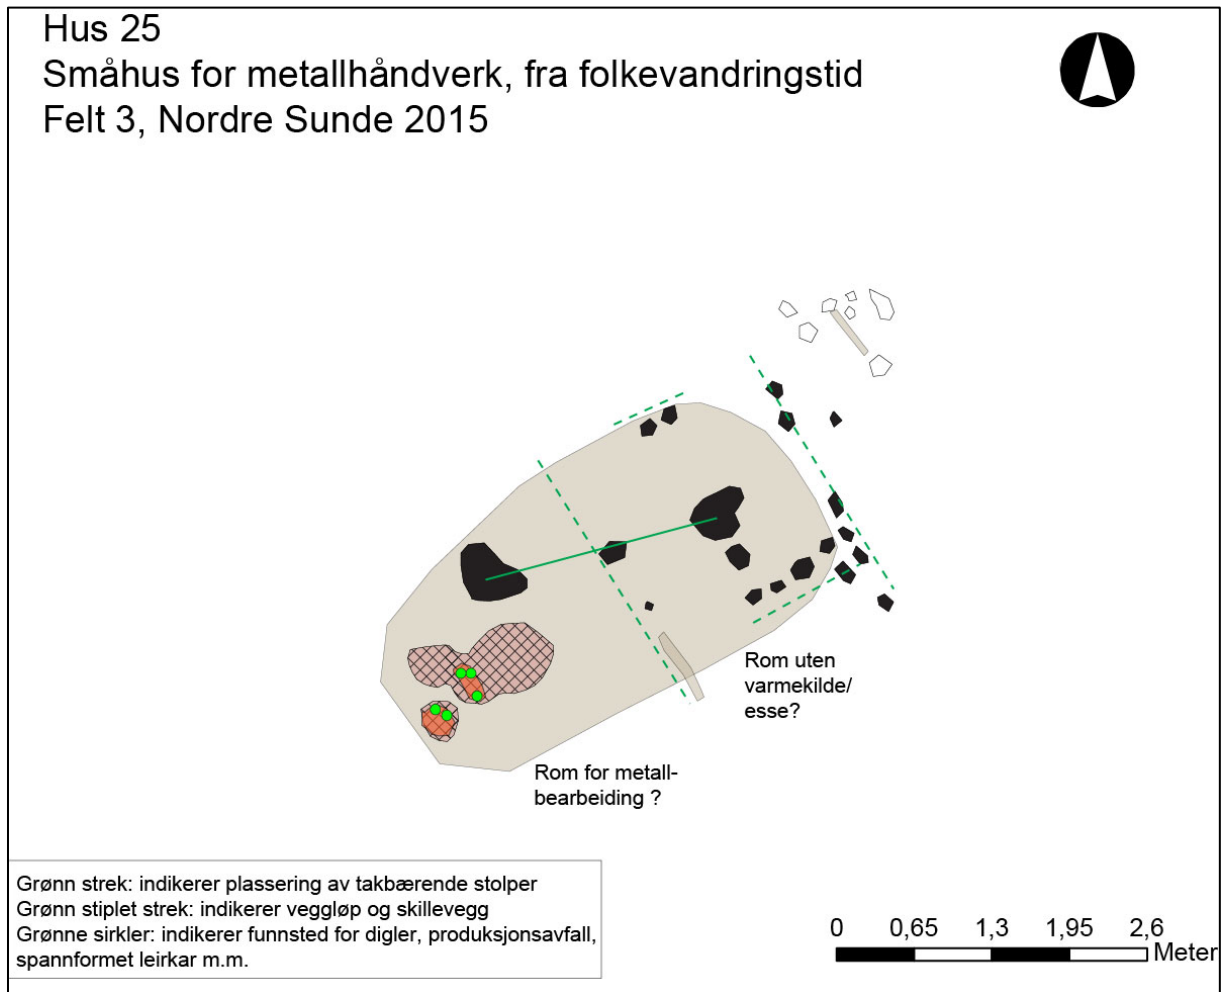 Hus 25
Småhus for metallhåndverk, fra folkevandringstid
Felt 3, Nordre Sunde 2015
Rom uten
varmekilde/
esse?
Rom for metall-
bearbeiding ?
Grønn strek: indikerer plassering av takbærende stolper
Grønn stiplet strek: indikerer veggløp og skillevegg
Grønne sirkler: indikerer funnsted for digler, produksjonsavfall,
spannformet leirkar m.m.
0 0,65 1,3 1,95 2,6
Meter